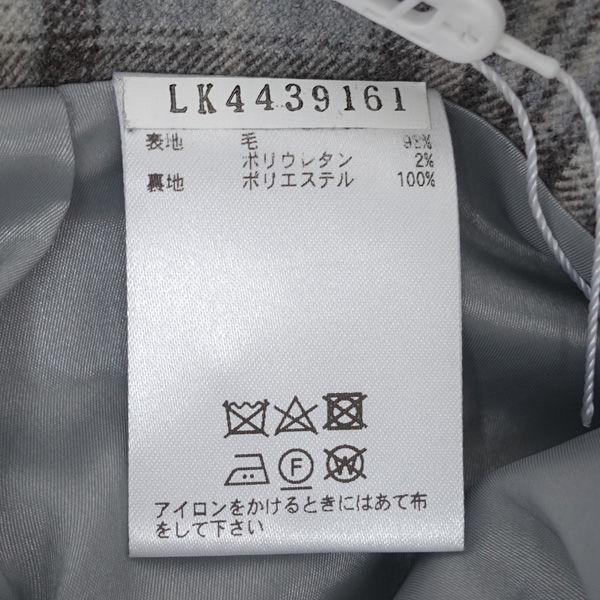 LK4439161
表地 毛 98%
ポリウレタン 2%
裏地 ポリエステル 100%
F W
アイロンをかけるときにはあて布
をして下さい